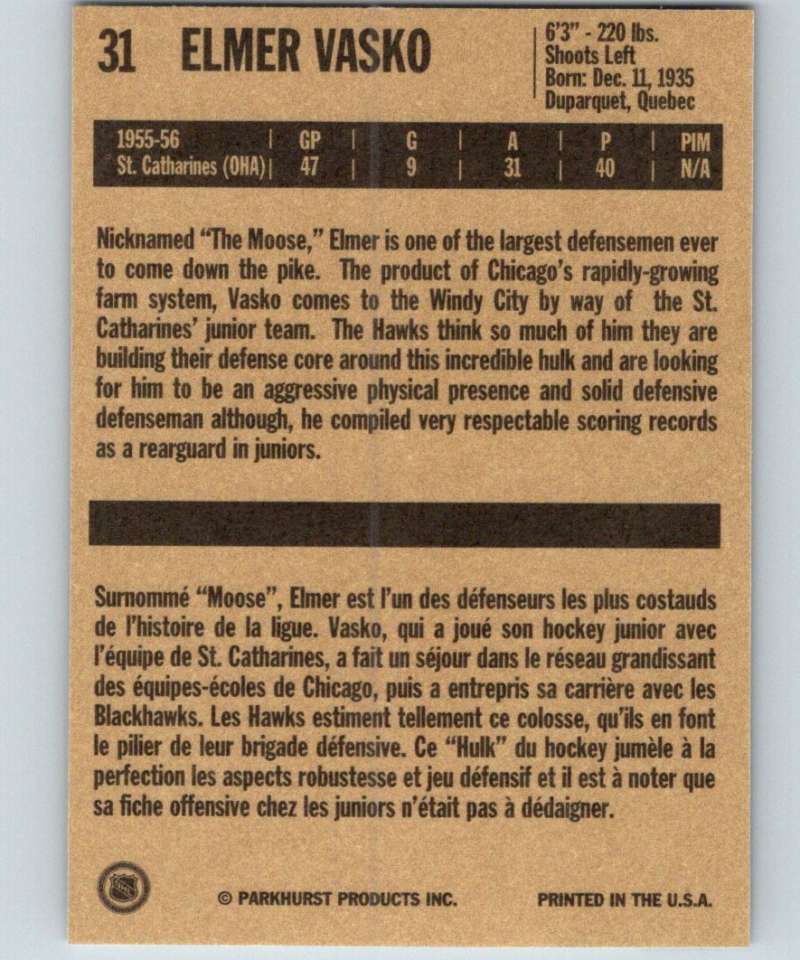 31 ELMER VASKO
6'3" - 220 lbs.
Shoots Left
Born: Dec. 11, 1935
Duparquet, Quebec
1955-56 | GP | G | A | P | PIM
St. Catharines (OHA) | 47 | 9 | 31 | 40 | N/A
Nicknamed “The Moose,” Elmer is one of the largest defensemen ever
to come down the pike. The product of Chicago's rapidly-growing
farm system, Vasko comes to the Windy City by way of the St.
Catharines' junior team. The Hawks think so much of him they are
building their defense core around this incredible hulk and are looking
for him to be an aggressive physical presence and solid defensive
defenseman although, he compiled very respectable scoring records
as a rearguard in juniors.
Surnommé “Moose”, Elmer est l'un des défenseurs les plus costauds
de l'histoire de la ligue. Vasko, qui a joué son hockey junior avec
l'équipe de St. Catharines, a fait un séjour dans le réseau grandissant
des équipes-écoles de Chicago, puis a entrepris sa carrière avec les
Blackhawks. Les Hawks estiment tellement ce colosse, qu'ils en font
le pilier de leur brigade défensive. Ce “Hulk” du hockey jumèle à la
perfection les aspects robustesse et jeu défensif et il est à noter que
sa fiche offensive chez les juniors n'était pas à dédaigner.
© PARKHURST PRODUCTS INC. PRINTED IN THE U.S.A.